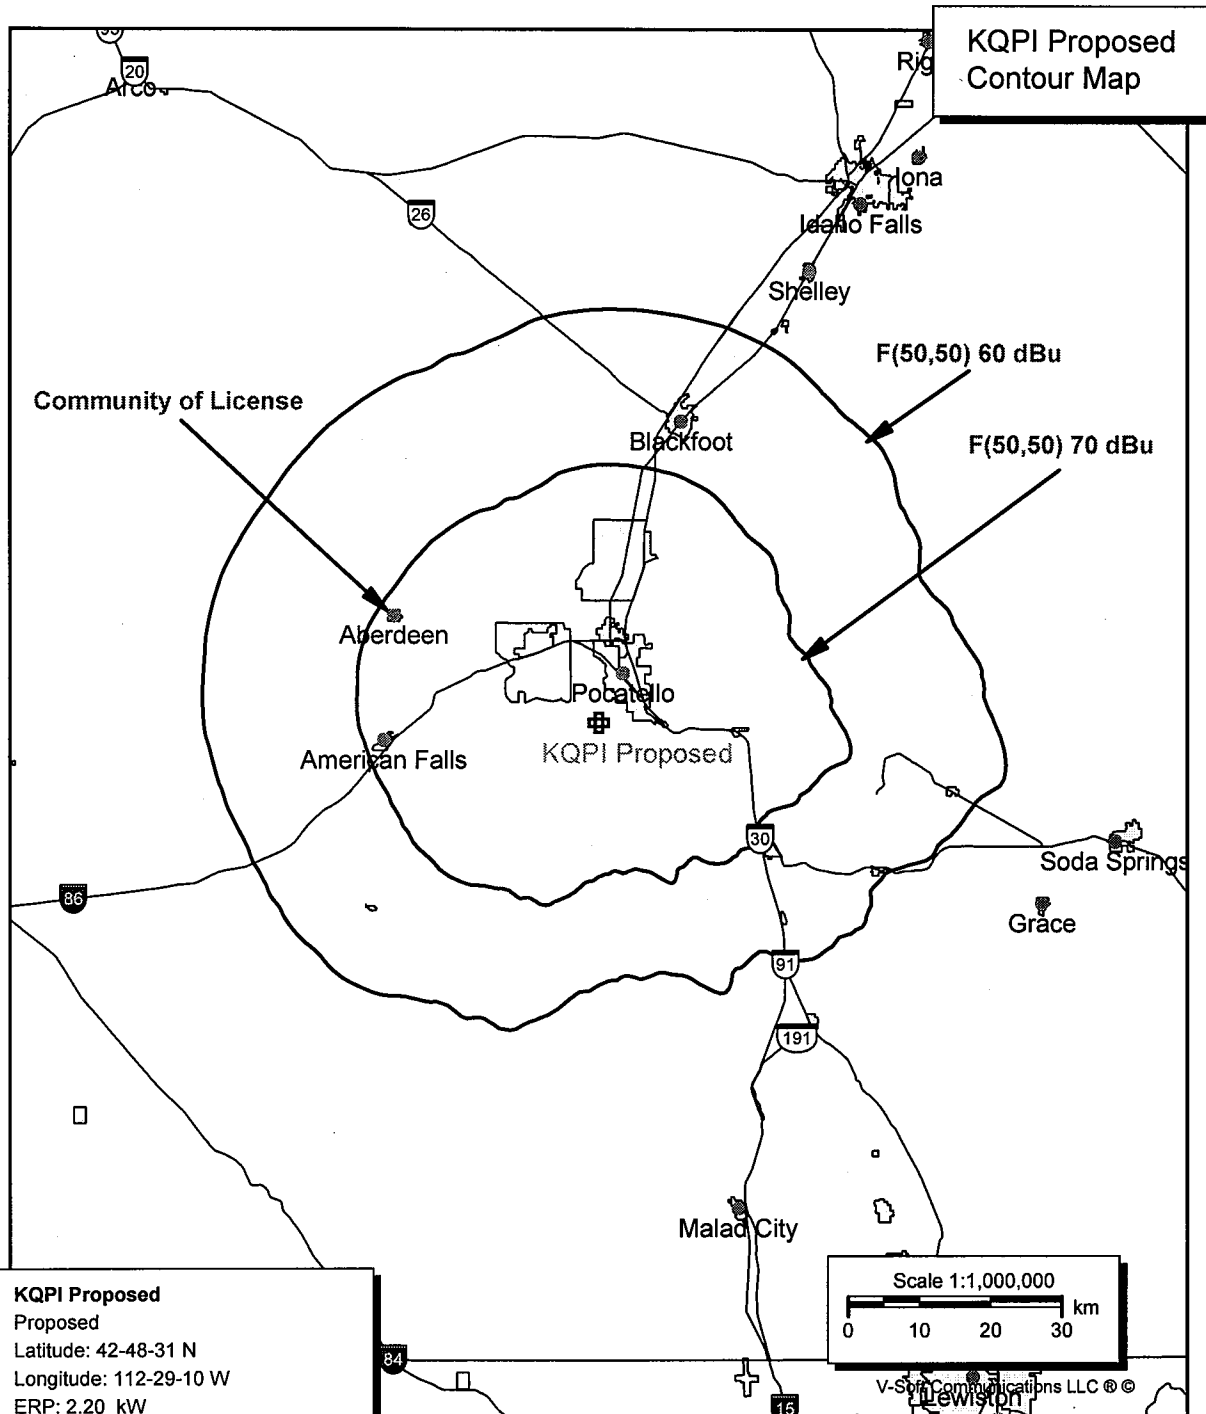 KQPI Proposed
Contour Map
20
Arco
Rig
Iona
26
Idaho Falls
Shelley
F(50,50) 60 dBu
Community of License
Blackfoot
F(50,50) 70 dBu
Aberdeen
Pocatello
KQPI Proposed
American Falls
30
Soda Springs
86
Grace
91
191
Malad City
Scale 1:1,000,000
km
0 10 20 30
KQPI Proposed
Proposed
Latitude: 42-48-31 N
Longitude: 112-29-10 W
ERP: 2.20 kW
84
V-Soft Communications LLC ® ©
Lewiston
15